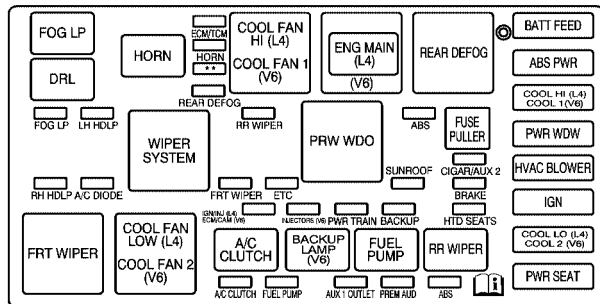 FOG LP
DRL
HORN
ECM/TCM
HORN
**
REAR DEFOG
COOL FAN
HI (L4)
COOL FAN 1
(V6)
ENG MAIN
(L4)
(V6)
REAR DEFOG
BATT FEED
ABS PWR
COOL HI (L4)
COOL 1 (V6)
PWR WDW
HVAC BLOWER
IGN
COOL LO (L4)
COOL 2 (V6)
PWR SEAT
FOG LP
LH HDLP
WIPER
SYSTEM
RR WIPER
PRW WDO
ABS
FUSE
PULLER
CIGAR/AUX 2
SUNROOF
BRAKE
RH HDLP
A/C DIODE
FRT WIPER
ETC
IGN/INJ (L4)
ECM/CAM (V6)
INJECTORS (V6)
PWR TRAIN
BACKUP
HTD SEATS
FRT WIPER
COOL FAN
LOW (L4)
COOL FAN 2
(V6)
A/C
CLUTCH
BACKUP
LAMP
(V6)
FUEL
PUMP
RR WIPER
A/C CLUTCH
FUEL PUMP
AUX 1 OUTLET
PREM AUD
ABS